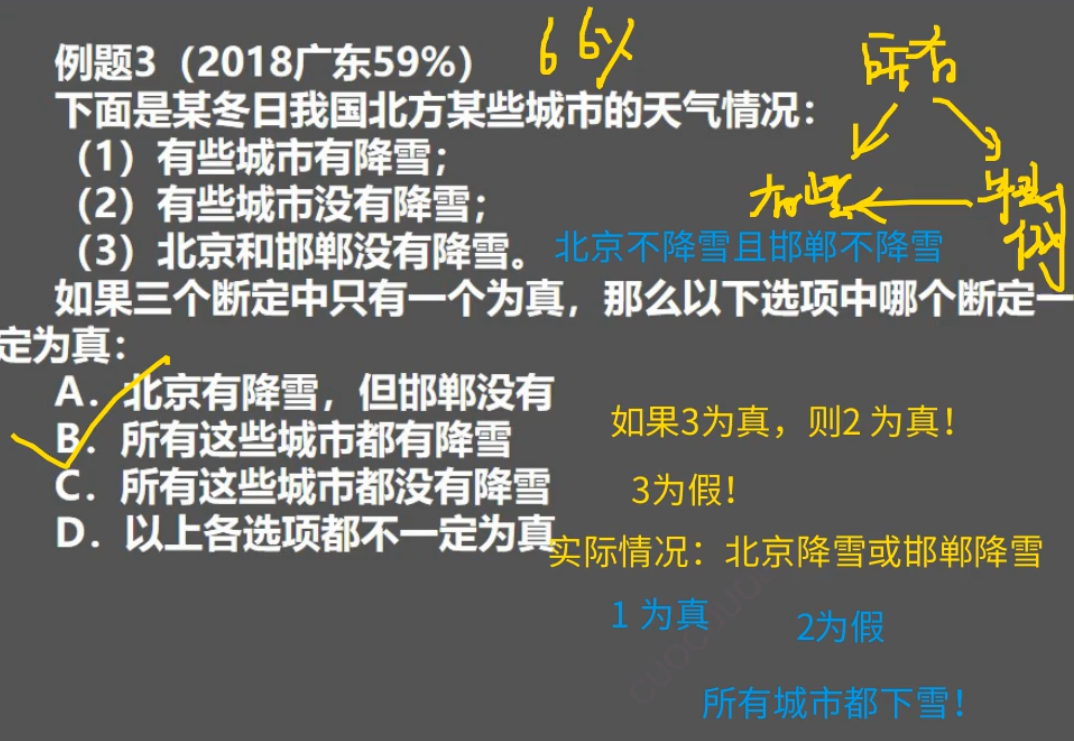 例题3（2018广东59%）
66%
所有
下面是某冬日我国北方某些城市的天气情况：
（1）有些城市有降雪；
有些
（2）有些城市没有降雪；
（3）北京和邯郸没有降雪。
北京不降雪且邯郸不降雪
如果三个断定中只有一个为真，那么以下选项中哪个断定一
定为真：
A．北京有降雪，但邯郸没有
B．所有这些城市都有降雪
如果3为真，则2 为真！
C．所有这些城市都没有降雪
3为假！
D．以上各选项都不一定为真
实际情况：北京降雪或邯郸降雪
1 为真
2为假
所有城市都下雪！